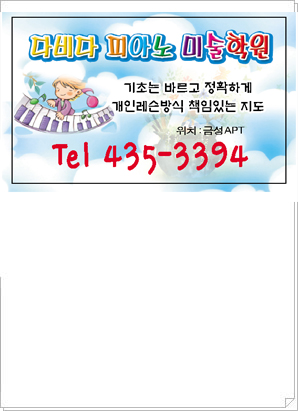 다비다 피아노 미술학원
기초는 바르고 정확하게
개인레슨방식 책임있는 지도
위치 : 금성APT
Tel 435-3394